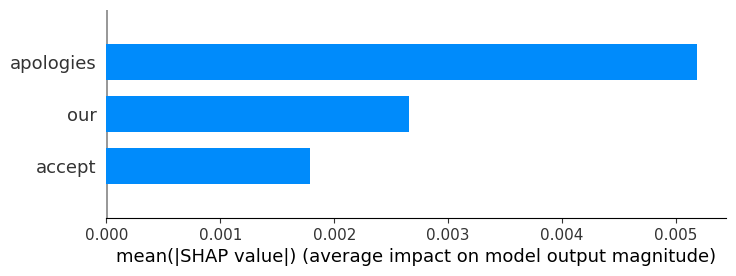 apologies
our
accept
0.000 0.001 0.002 0.003 0.004 0.005
mean(|SHAP value|) (average impact on model output magnitude)